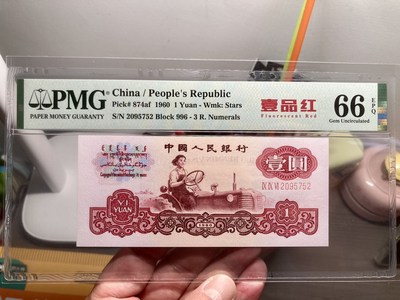 PMG
PAPER MONEY GUARANTY
China / People's Republic
Pick# 874af 1960 1 Yuan - Wmk: Stars
S/N 2095752 Block 996 - 3 R. Numerals
壹品红
Fluorescent Red
66 EPQ
Gem Uncirculated
中国人民银行
壹圆
IX IX VI 2095752
YI
YUAN
1960
1